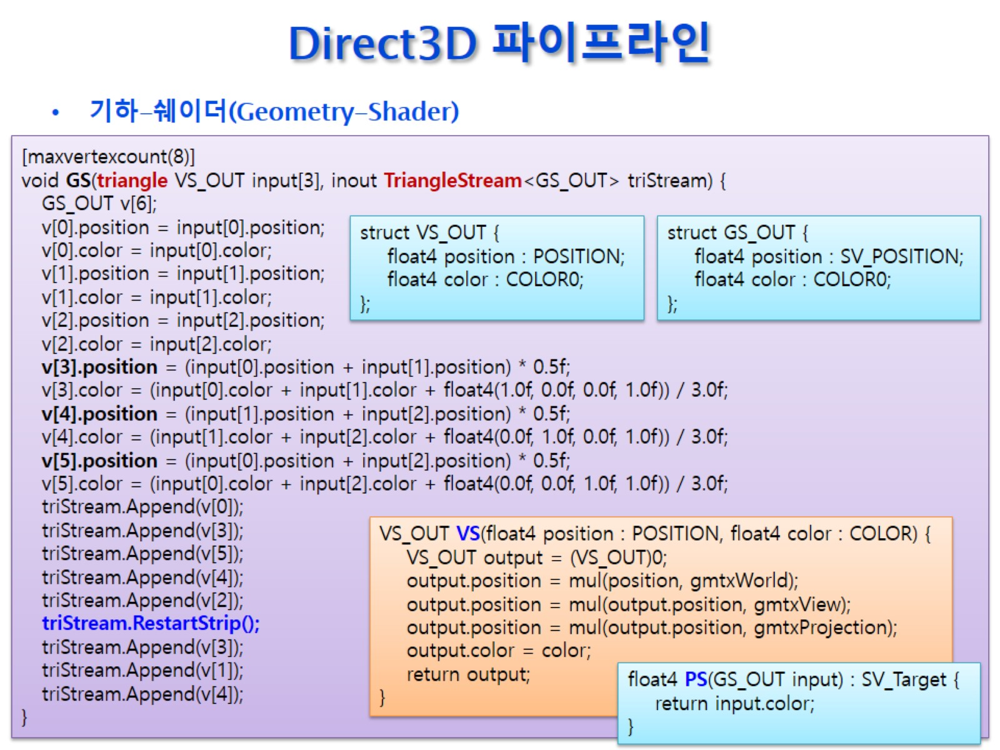 Direct3D 파이프라인
• 기하-쉐이더(Geometry-Shader)
[maxvertexcount(8)]
void GS(triangle VS_OUT input[3], inout TriangleStream<GS_OUT> triStream) {
GS_OUT v[6];
v[0].position = input[0].position;
v[0].color = input[0].color;
v[1].position = input[1].position;
v[1].color = input[1].color;
v[2].position = input[2].position;
v[2].color = input[2].color;
v[3].position = (input[0].position + input[1].position) * 0.5f;
v[3].color = (input[0].color + input[1].color + float4(1.0f, 0.0f, 0.0f, 1.0f)) / 3.0f;
v[4].position = (input[1].position + input[2].position) * 0.5f;
v[4].color = (input[1].color + input[2].color + float4(0.0f, 1.0f, 0.0f, 1.0f)) / 3.0f;
v[5].position = (input[0].position + input[2].position) * 0.5f;
v[5].color = (input[0].color + input[2].color + float4(0.0f, 0.0f, 1.0f, 1.0f)) / 3.0f;
triStream.Append(v[0]);
triStream.Append(v[3]);
triStream.Append(v[5]);
triStream.Append(v[4]);
triStream.Append(v[2]);
triStream.RestartStrip();
triStream.Append(v[3]);
triStream.Append(v[1]);
triStream.Append(v[4]);
}
struct VS_OUT {
float4 position : POSITION;
float4 color : COLOR0;
};
struct GS_OUT {
float4 position : SV_POSITION;
float4 color : COLOR0;
};
VS_OUT VS(float4 position : POSITION, float4 color : COLOR) {
VS_OUT output = (VS_OUT)0;
output.position = mul(position, gmtxWorld);
output.position = mul(output.position, gmtxView);
output.position = mul(output.position, gmtxProjection);
output.color = color;
return output;
}
float4 PS(GS_OUT input) : SV_Target {
return input.color;
}